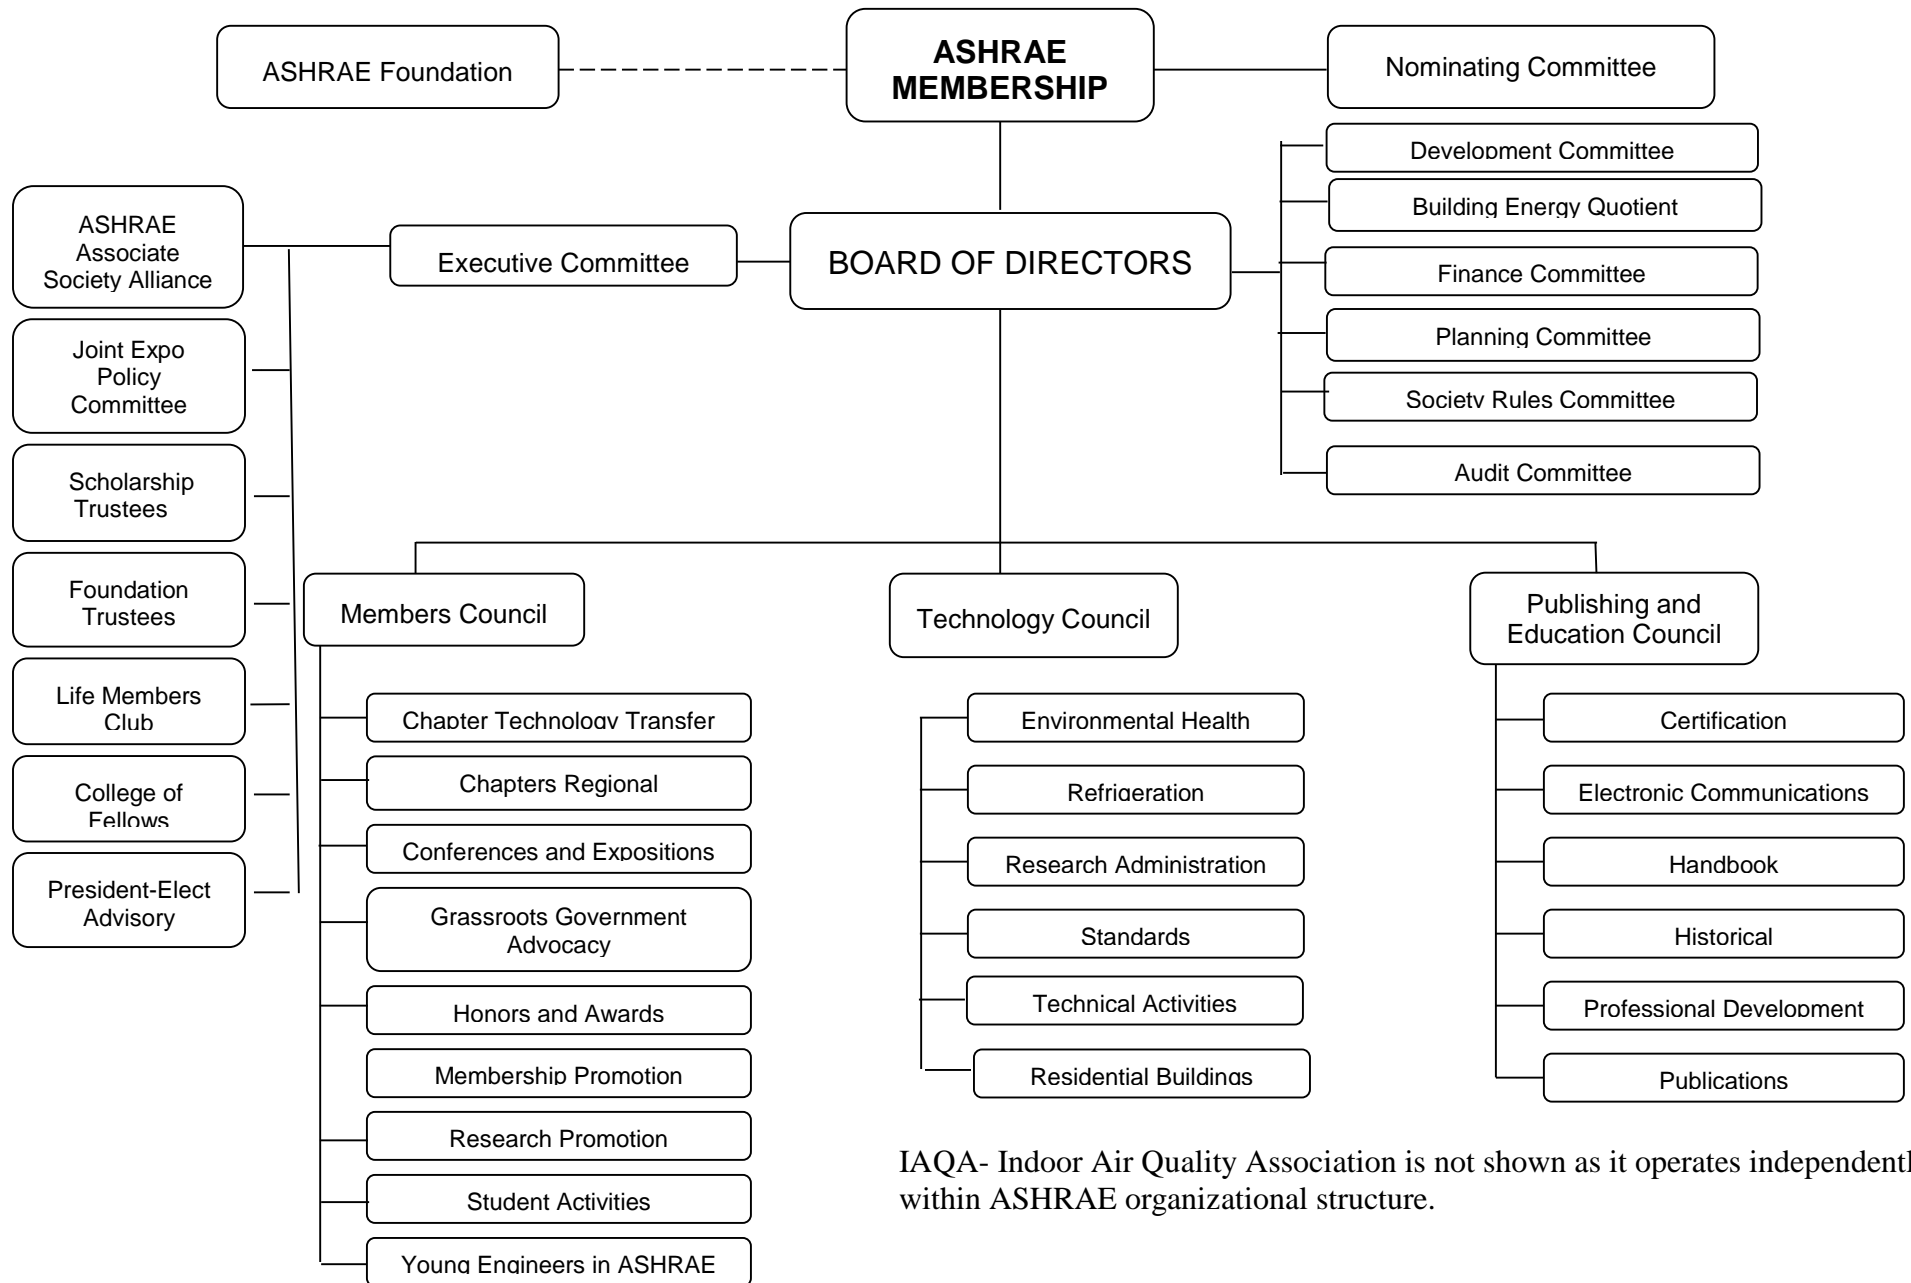 ASHRAE Foundation
ASHRAE
MEMBERSHIP
Nominating Committee
Development Committee
Building Energy Quotient
Finance Committee
Planning Committee
Society Rules Committee
Audit Committee
BOARD OF DIRECTORS
Executive Committee
ASHRAE
Associate
Society Alliance
Joint Expo
Policy
Committee
Scholarship
Trustees
Foundation
Trustees
Life Members
Club
College of
Fellows
President-Elect
Advisory
Members Council
Chapter Technology Transfer
Chapters Regional
Conferences and Expositions
Grassroots Government
Advocacy
Honors and Awards
Membership Promotion
Research Promotion
Student Activities
Young Engineers in ASHRAE
Technology Council
Environmental Health
Refrigeration
Research Administration
Standards
Technical Activities
Residential Buildings
Publishing and
Education Council
Certification
Electronic Communications
Handbook
Historical
Professional Development
Publications
IAQA- Indoor Air Quality Association is not shown as it operates independentl
within ASHRAE organizational structure.